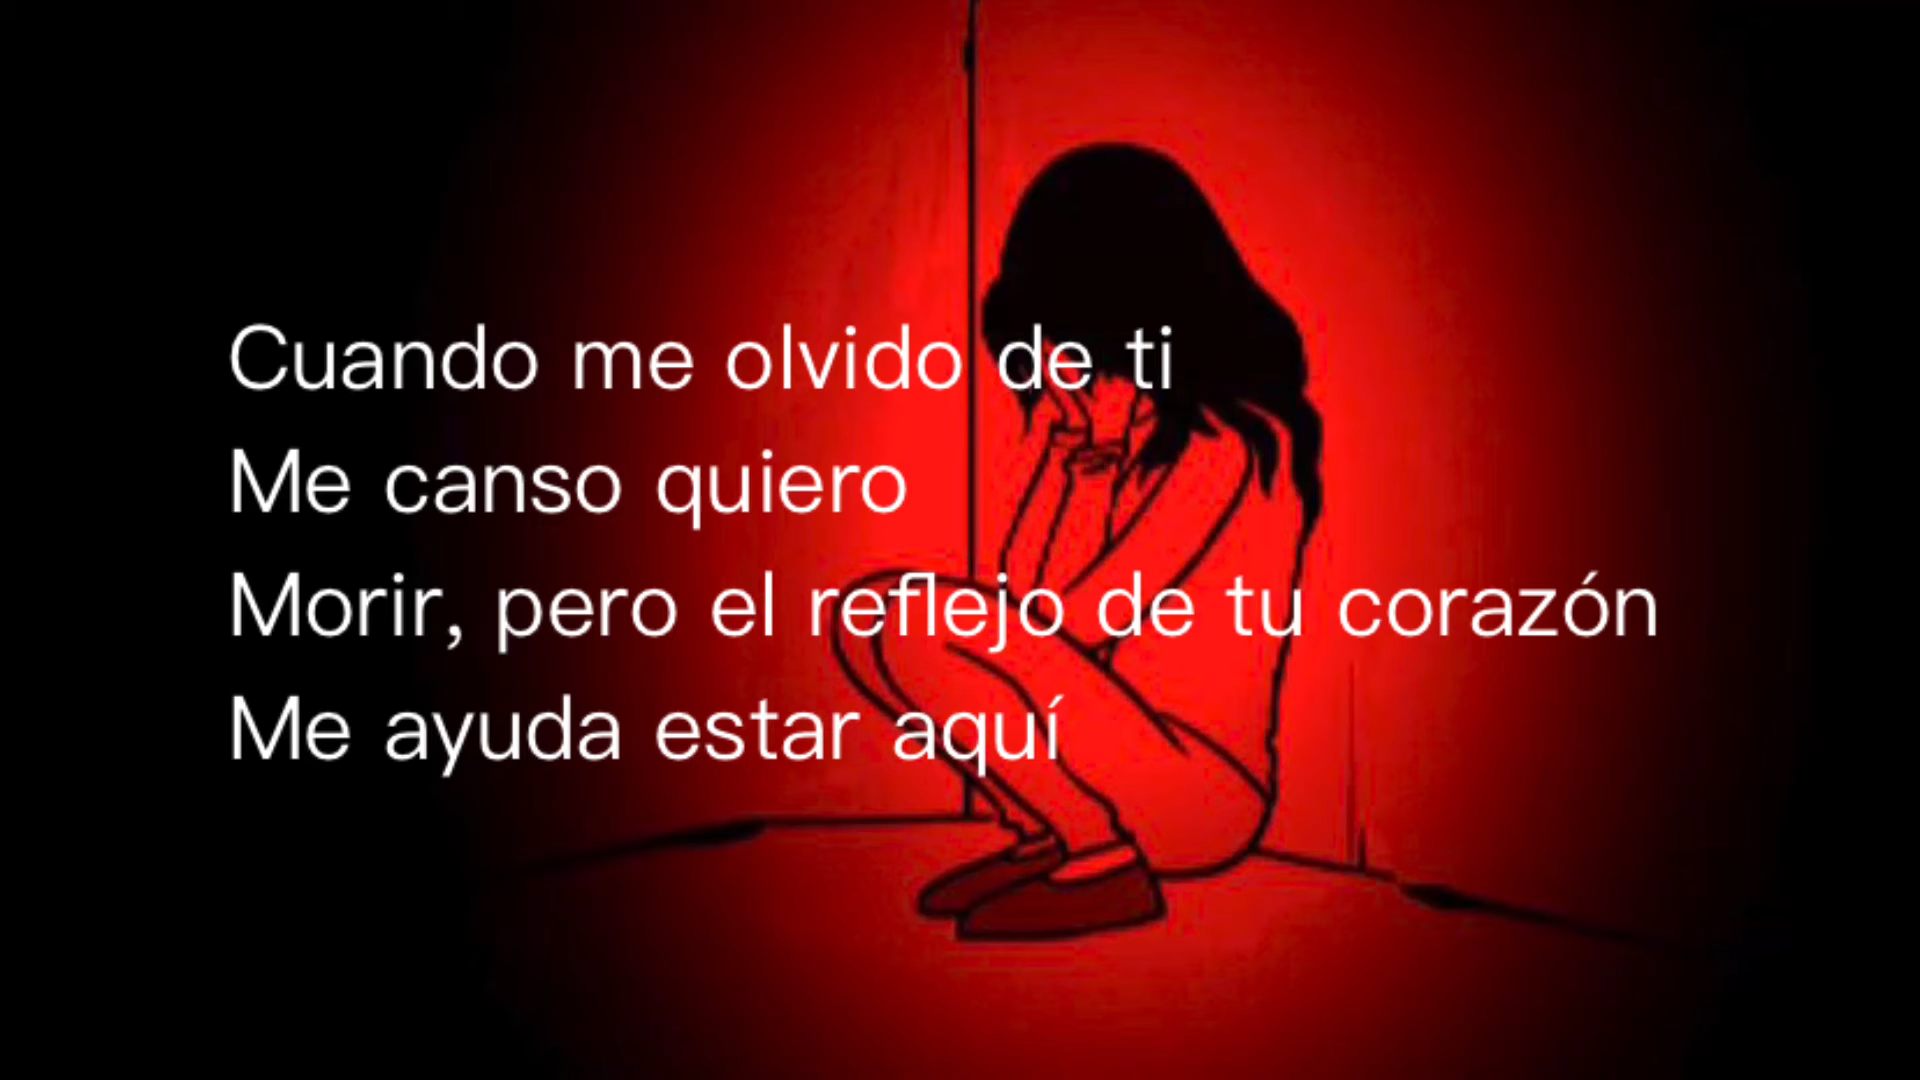 Cuando me olvido de ti
Me canso quiero
Morir, pero el reflejo de tu corazón
Me ayuda estar aquí